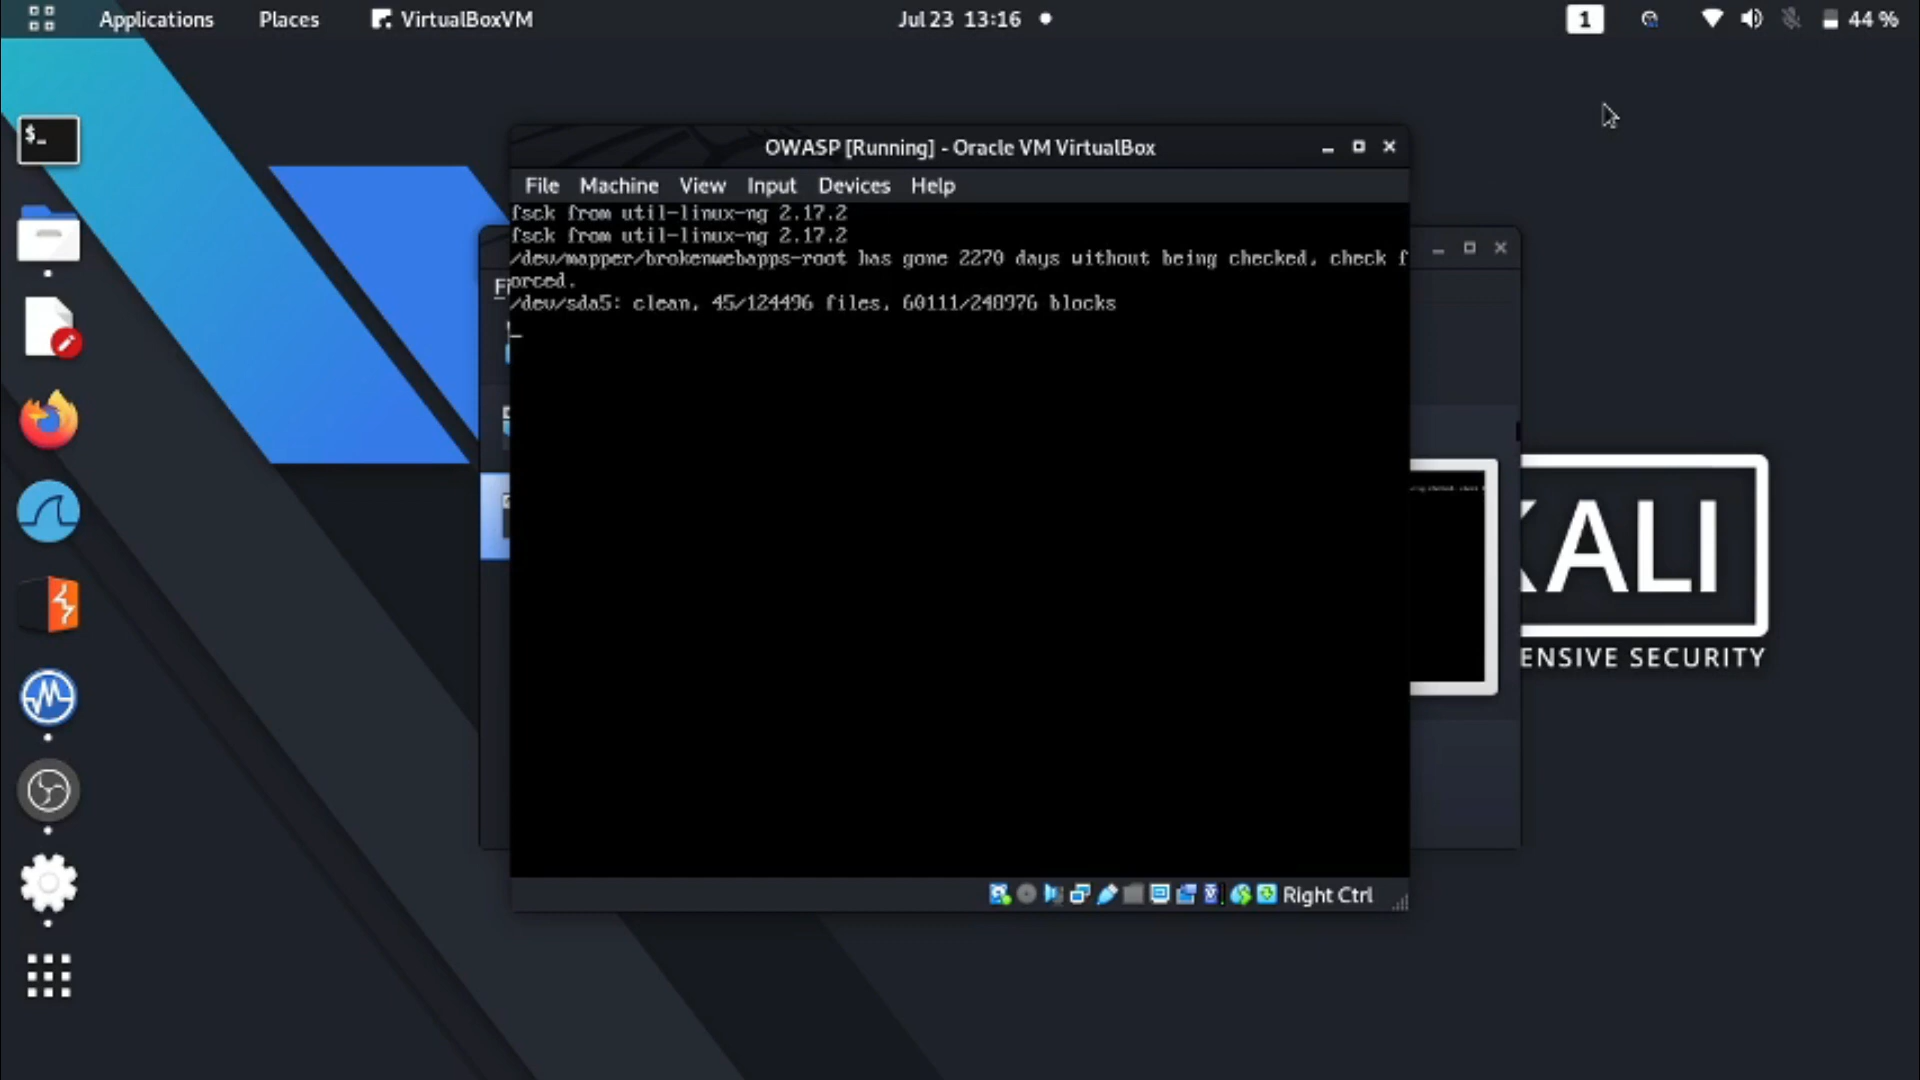 Applications Places VirtualBoxVM Jul 23 13:16 1 44 %
$_
OWASP [Running] - Oracle VM VirtualBox
File Machine View Input Devices Help
fsck from util-linux-ng 2.17.2
fsck from util-linux-ng 2.17.2
/dev/mapper/brokenwebapps-root has gone 2270 days without being checked, check f
orced.
/dev/sda5: clean, 45/124496 files, 60111/248976 blocks
_
KALI
ENSIVE SECURITY
Right Ctrl